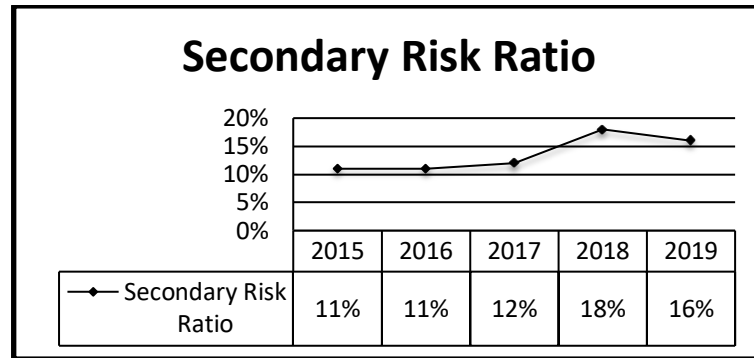 Secondary Risk Ratio
20%
15%
10%
5%
0%
2015 2016 2017 2018 2019
Secondary Risk
Ratio
11% 11% 12% 18% 16%